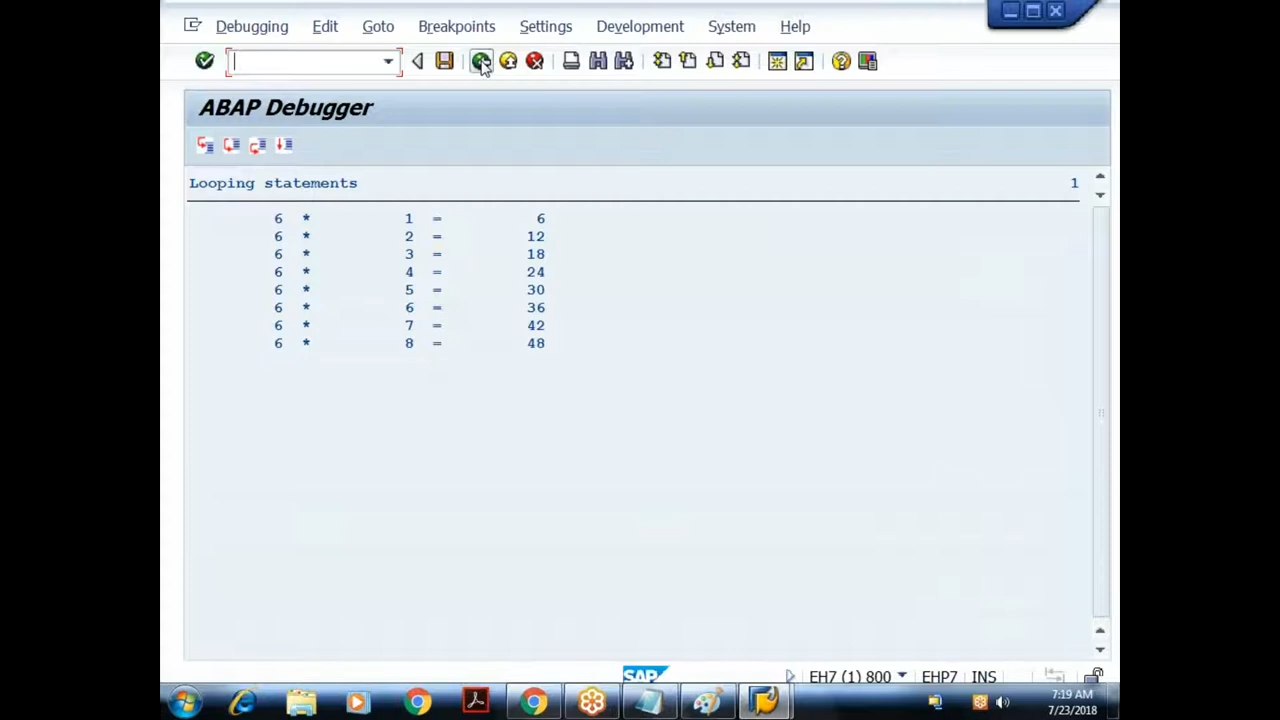 Debugging Edit Goto Breakpoints Settings Development System Help
ABAP Debugger
Looping statements 1
6 * 1 = 6
6 * 2 = 12
6 * 3 = 18
6 * 4 = 24
6 * 5 = 30
6 * 6 = 36
6 * 7 = 42
6 * 8 = 48
SAP EH7 (1) 800 EHP7 INS
7:19 AM
7/23/2018